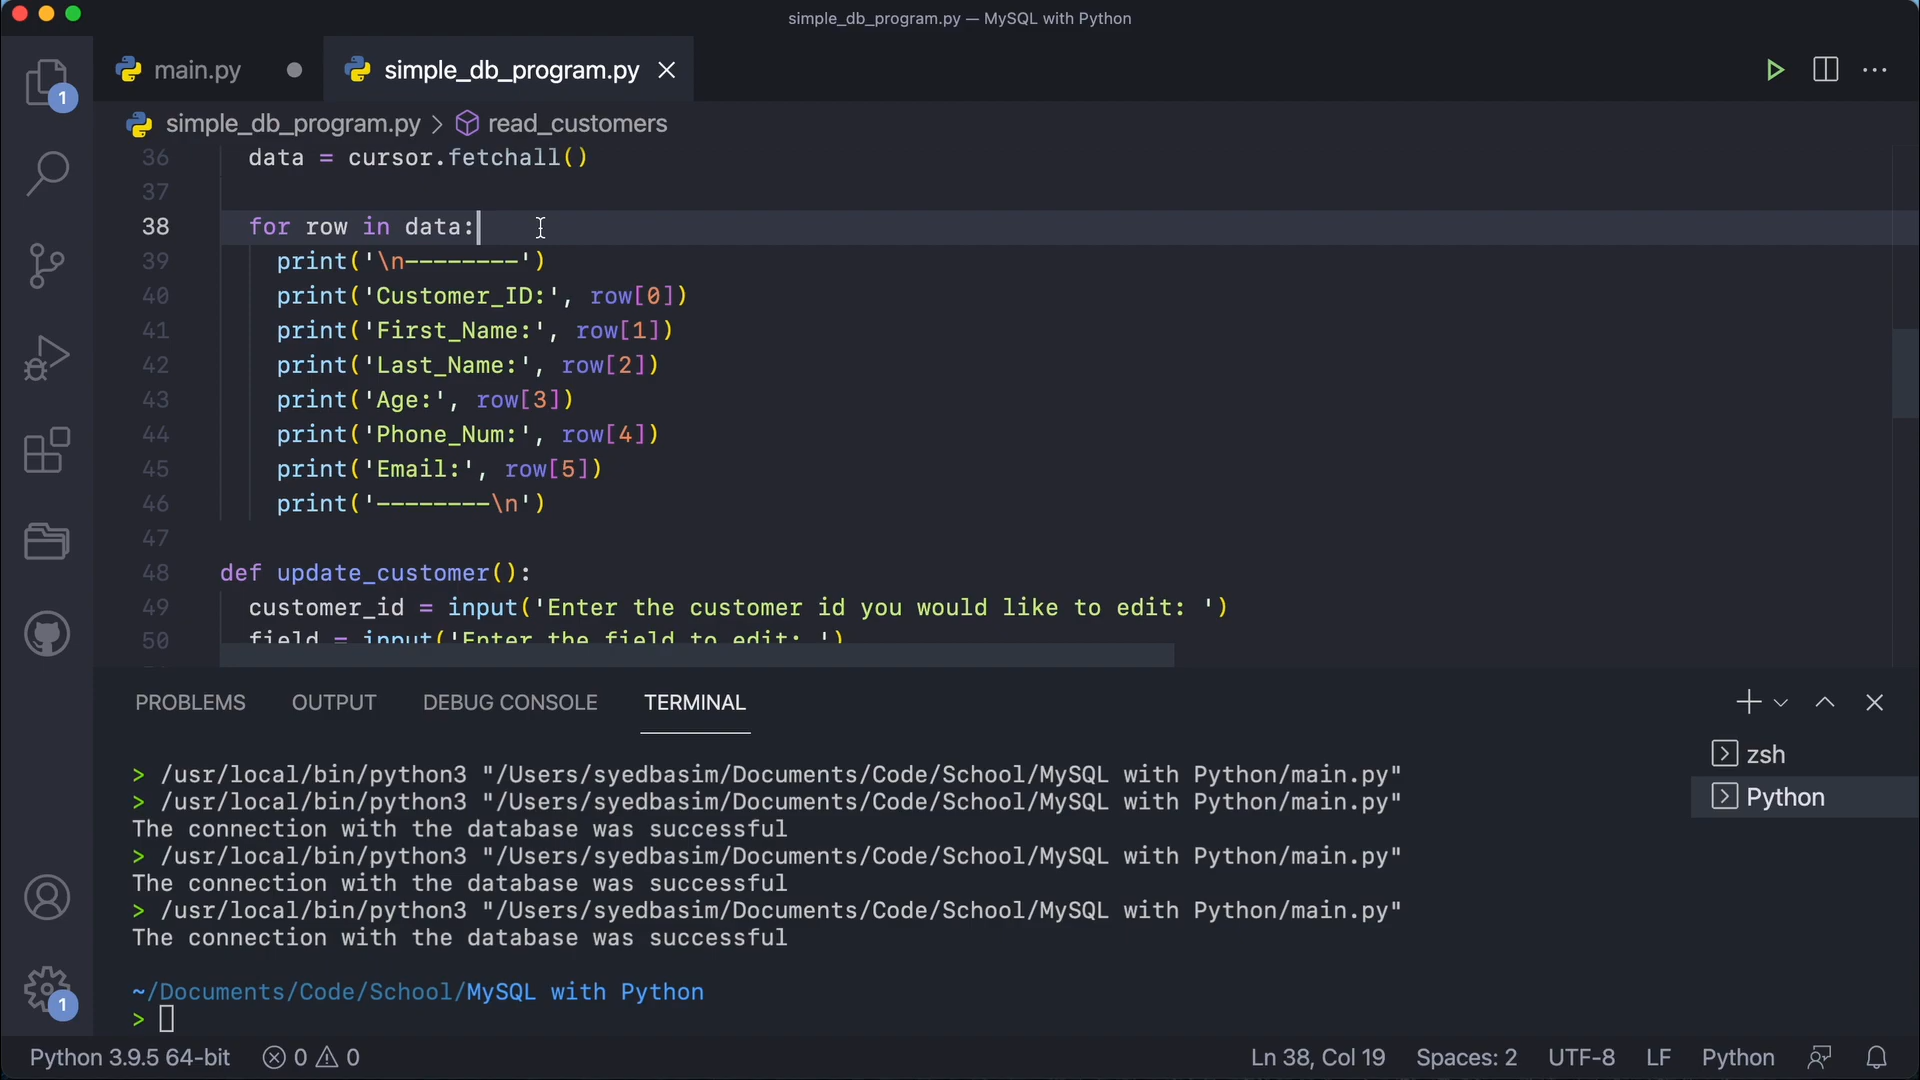 simple_db_program.py — MySQL with Python
main.py
simple_db_program.py
simple_db_program.py > read_customers
1
36 data = cursor.fetchall()
37
38 for row in data:
39 print('\n--------')
40 print('Customer_ID:', row[0])
41 print('First_Name:', row[1])
42 print('Last_Name:', row[2])
43 print('Age:', row[3])
44 print('Phone_Num:', row[4])
45 print('Email:', row[5])
46 print('--------\n')
47
48 def update_customer():
49 customer_id = input('Enter the customer id you would like to edit: ')
50 field = input('Enter the field to edit: ')
PROBLEMS OUTPUT DEBUG CONSOLE TERMINAL
> /usr/local/bin/python3 "/Users/syedbasim/Documents/Code/School/MySQL with Python/main.py"
> /usr/local/bin/python3 "/Users/syedbasim/Documents/Code/School/MySQL with Python/main.py"
The connection with the database was successful
> /usr/local/bin/python3 "/Users/syedbasim/Documents/Code/School/MySQL with Python/main.py"
The connection with the database was successful
> /usr/local/bin/python3 "/Users/syedbasim/Documents/Code/School/MySQL with Python/main.py"
The connection with the database was successful
~/Documents/Code/School/MySQL with Python
>
zsh
Python
1
Python 3.9.5 64-bit 0 0 Ln 38, Col 19 Spaces: 2 UTF-8 LF Python